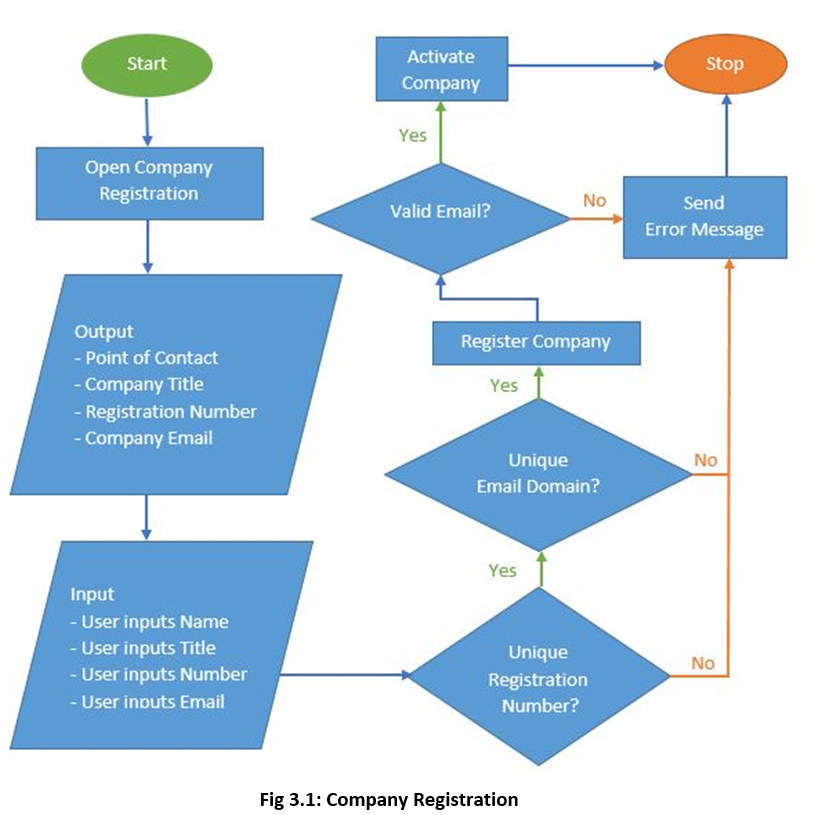 Start
Open Company
Registration
Output
- Point of Contact
- Company Title
- Registration Number
- Company Email
Input
- User inputs Name
- User inputs Title
- User inputs Number
- User inputs Email
Unique
Registration
Number?
No
Yes
Unique
Email Domain?
No
Yes
Register Company
Valid Email?
No
Yes
Send
Error Message
Activate
Company
Stop
Fig 3.1: Company Registration